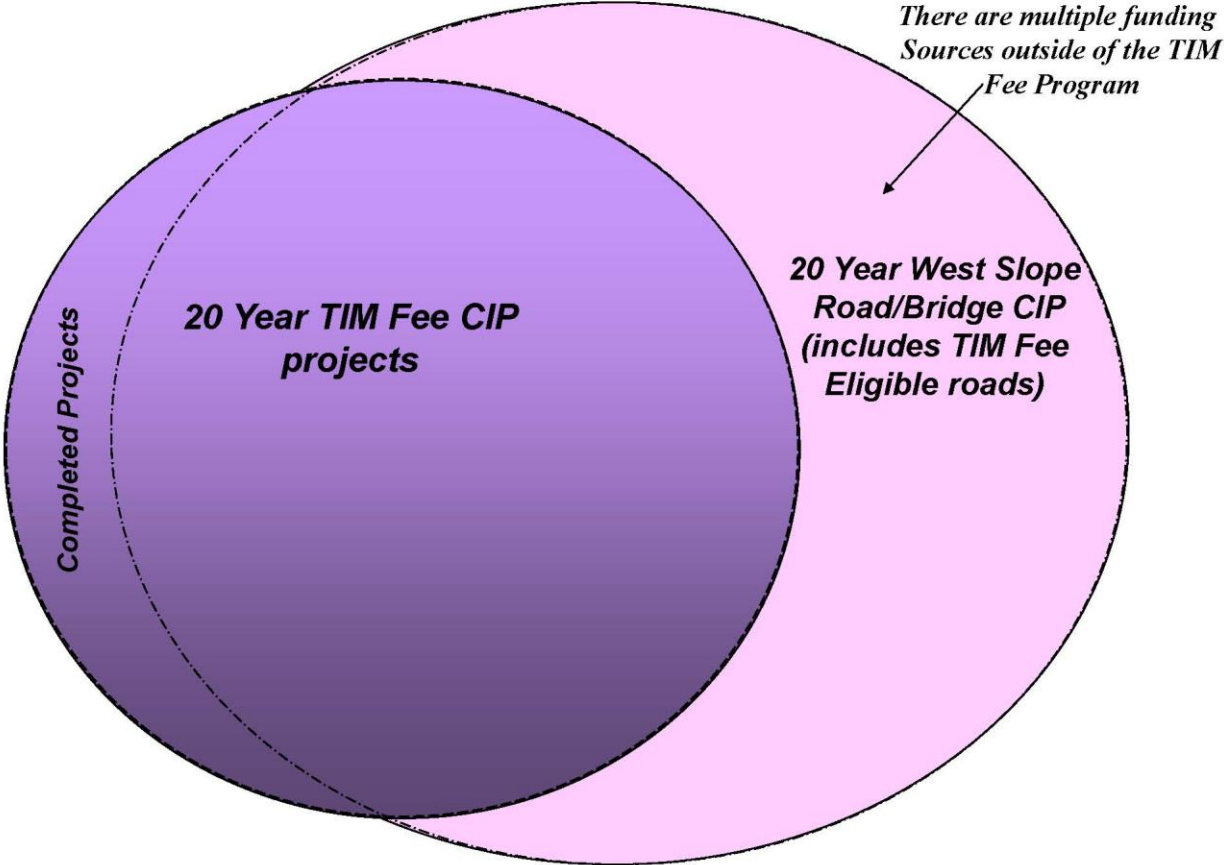 There are multiple funding
Sources outside of the TIM
Fee Program
20 Year West Slope
Road/Bridge CIP
(includes TIM Fee
Eligible roads)
20 Year TIM Fee CIP
projects
Completed Projects